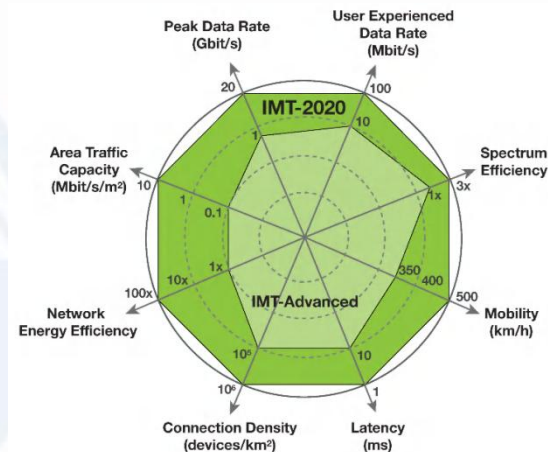 Peak Data Rate
(Gbit/s)
User Experienced
Data Rate
(Mbit/s)
20
100
IMT-2020
1
10
Area Traffic
Capacity
(Mbit/s/m²)
Spectrum
Efficiency
10
1
0.1
1x
3x
100x
10x
1x
350
400
500
Network
Energy Efficiency
IMT-Advanced
Mobility
(km/h)
10⁵
10
10⁶
1
Connection Density
(devices/km²)
Latency
(ms)